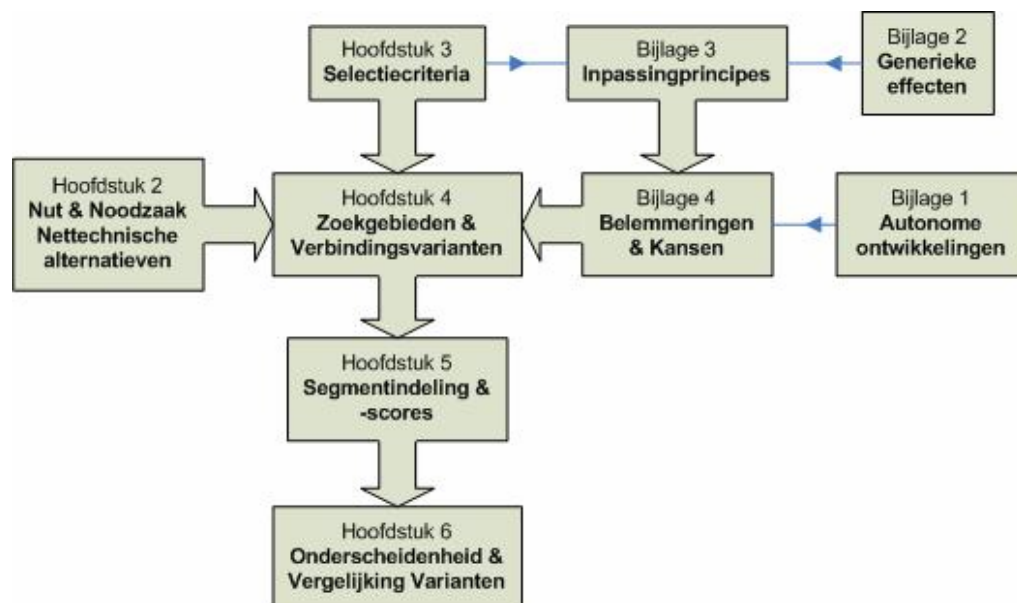 Hoofdstuk 3
Selectiecriteria
Bijlage 3
Inpassingprincipes
Bijlage 2
Generieke
effecten
Hoofdstuk 2
Nut & Noodzaak
Nettechnische
alternatieven
Hoofdstuk 4
Zoekgebieden &
Verbindingsvarianten
Bijlage 4
Belemmeringen
& Kansen
Bijlage 1
Autonome
ontwikkelingen
Hoofdstuk 5
Segmentindeling &
-scores
Hoofdstuk 6
Onderscheidenheid &
Vergelijking Varianten